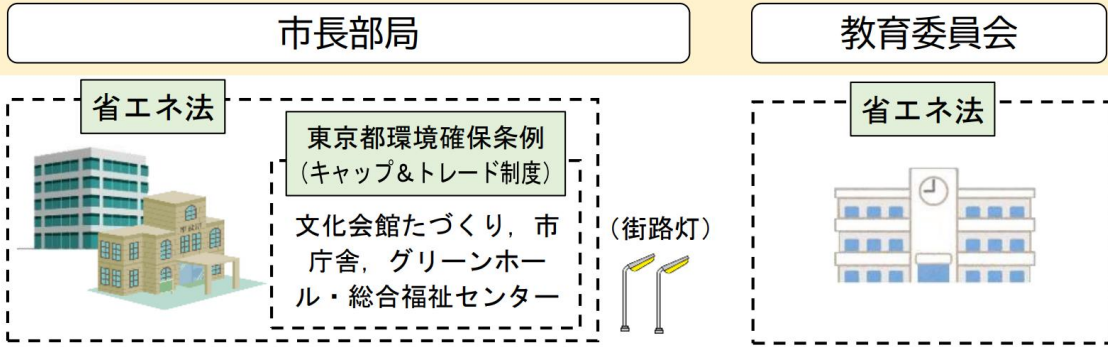 市長部局
教育委員会
省エネ法
東京都環境確保条例
(キャップ＆トレード制度)
文化会館たづくり，市
庁舎，グリーンホー
ル・総合福祉センター
(街路灯)
省エネ法